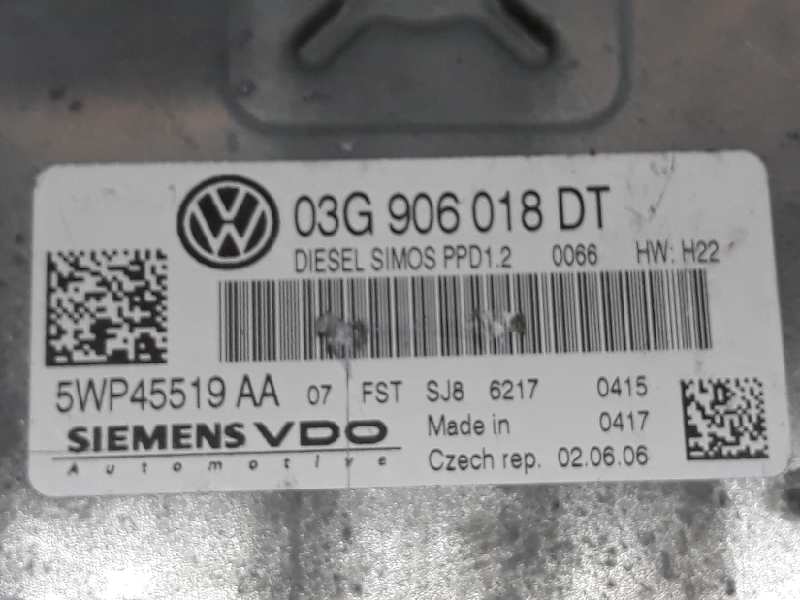 03G 906 018 DT
DIESEL SIMOS PPD1.2 0066 HW: H22
5WP45519 AA 07 FST SJ8 6217 0415
SIEMENS VDO Made in 0417
Automotive Czech rep. 02.06.06